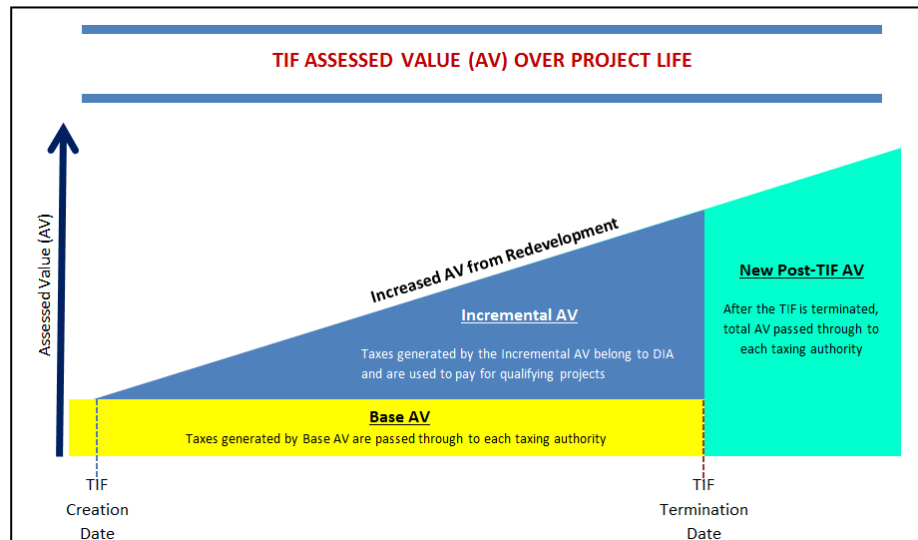 TIF ASSESSED VALUE (AV) OVER PROJECT LIFE
Assessed Value (AV)
Increased AV from Redevelopment
Incremental AV
Taxes generated by the Incremental AV belong to DIA
and are used to pay for qualifying projects
New Post-TIF AV
After the TIF is terminated,
total AV passed through to
each taxing authority
Base AV
Taxes generated by Base AV are passed through to each taxing authority
TIF
Creation
Date
TIF
Termination
Date